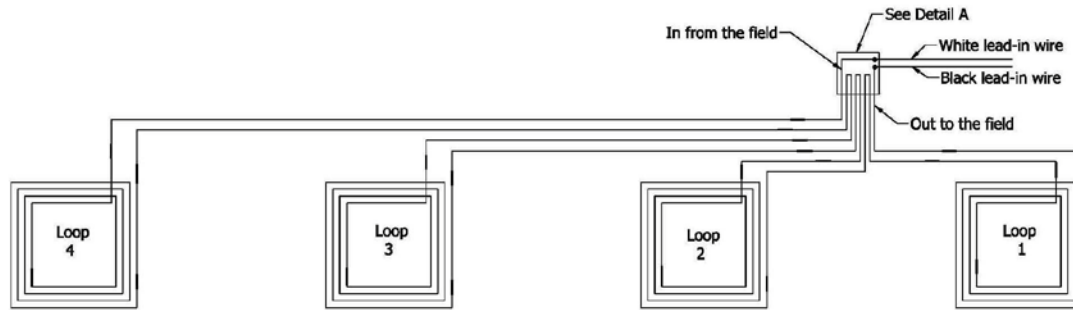 See Detail A
In from the field
White lead-in wire
Black lead-in wire
Out to the field
Loop
4
Loop
3
Loop
2
Loop
1